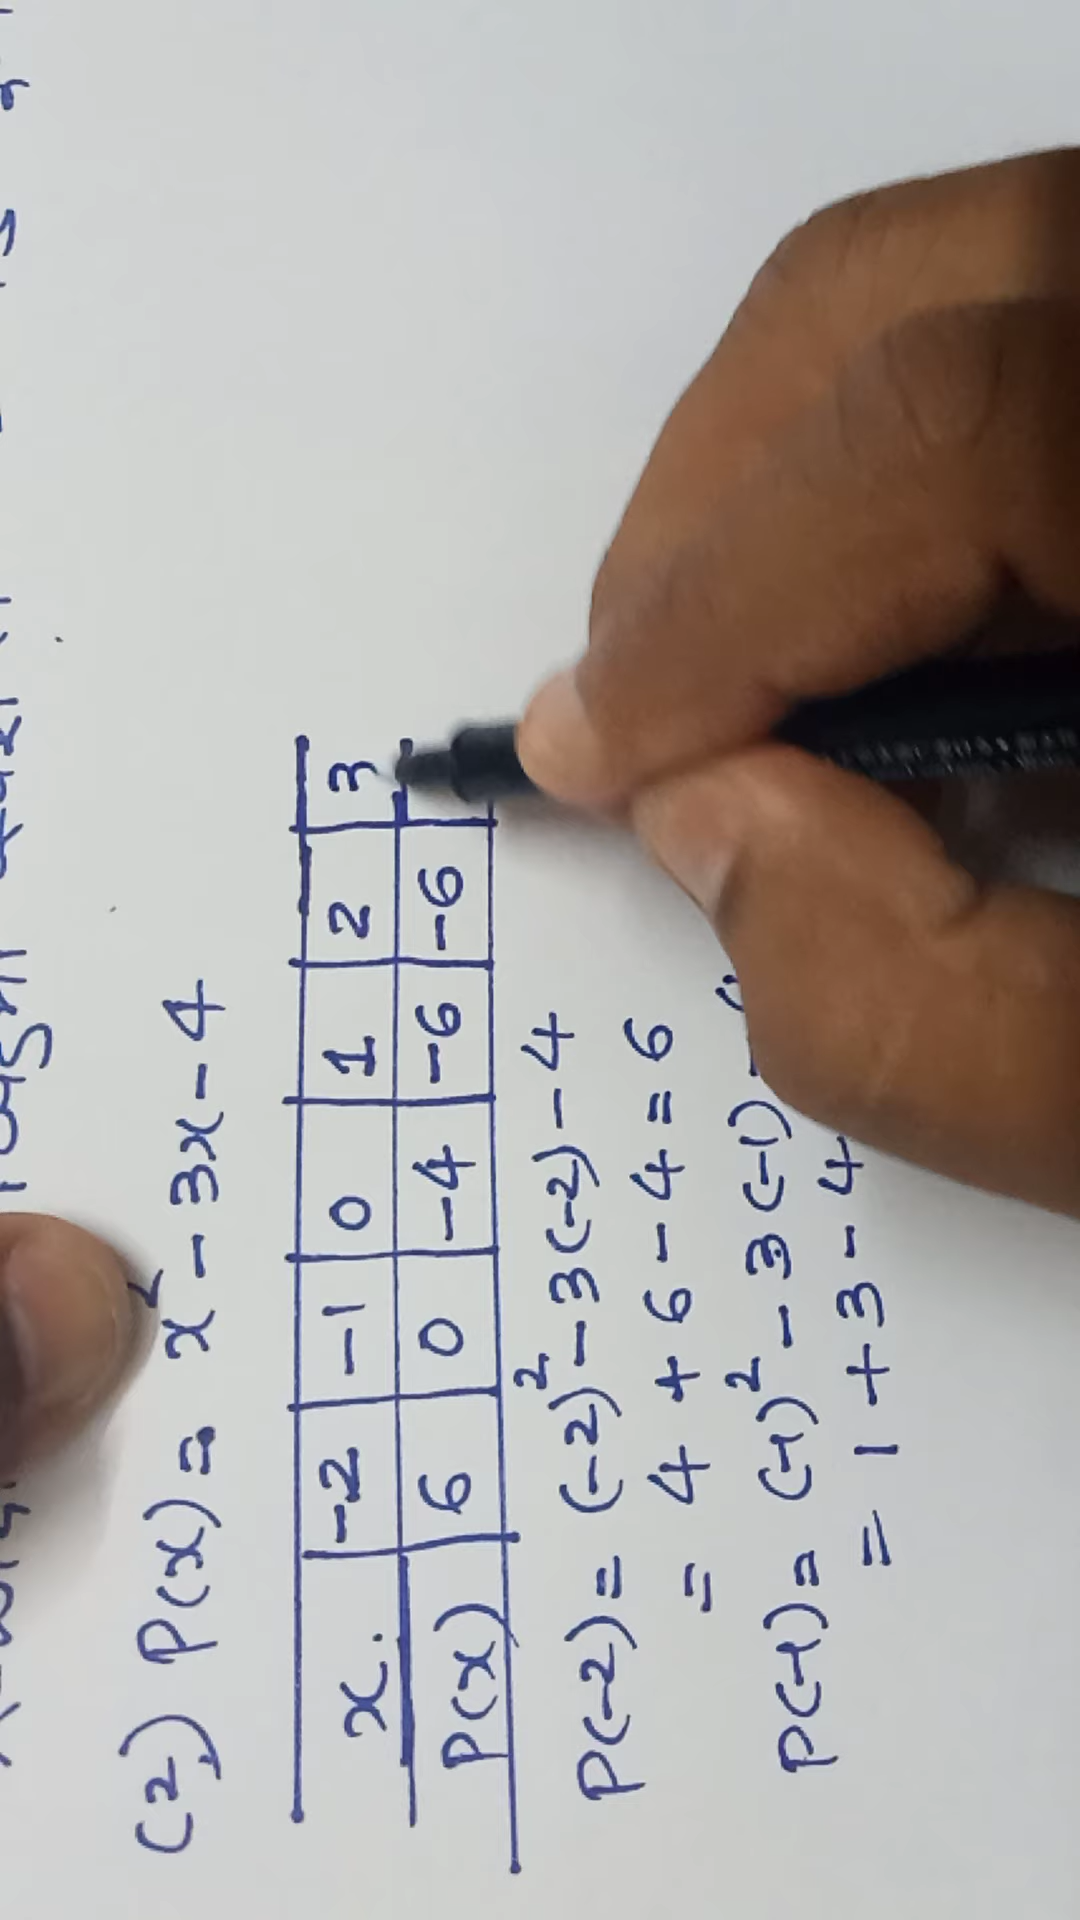 (2) P(x) = x² - 3x - 4
x. -2 -1 0 1 2 3
P(x) 6 0 -4 -6 -6
P(-2) = (-2)² - 3(-2) - 4
= 4 + 6 - 4 = 6
P(-1) = (-1)² - 3(-1) -
= 1 + 3 - 4